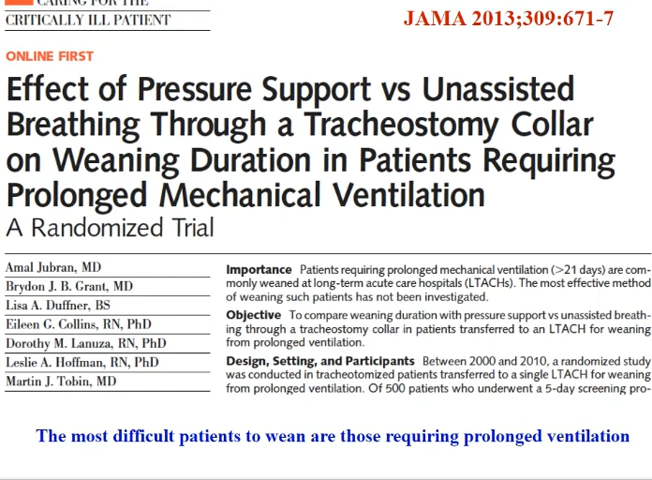 CARING FOR THE
CRITICALLY ILL PATIENT
JAMA 2013;309:671-7
ONLINE FIRST
Effect of Pressure Support vs Unassisted
Breathing Through a Tracheostomy Collar
on Weaning Duration in Patients Requiring
Prolonged Mechanical Ventilation
A Randomized Trial
Amal Jubran, MD
Brydon J. B. Grant, MD
Lisa A. Duffner, BS
Eileen G. Collins, RN, PhD
Dorothy M. Lanuza, RN, PhD
Leslie A. Hoffman, RN, PhD
Martin J. Tobin, MD
Importance Patients requiring prolonged mechanical ventilation (>21 days) are com-
monly weaned at long-term acute care hospitals (LTACHs). The most effective method
of weaning such patients has not been investigated.
Objective To compare weaning duration with pressure support vs unassisted breath-
ing through a tracheostomy collar in patients transferred to an LTACH for weaning
from prolonged ventilation.
Design, Setting, and Participants Between 2000 and 2010, a randomized study
was conducted in tracheotomized patients transferred to a single LTACH for weaning
from prolonged ventilation. Of 500 patients who underwent a 5-day screening pro-
The most difficult patients to wean are those requiring prolonged ventilation